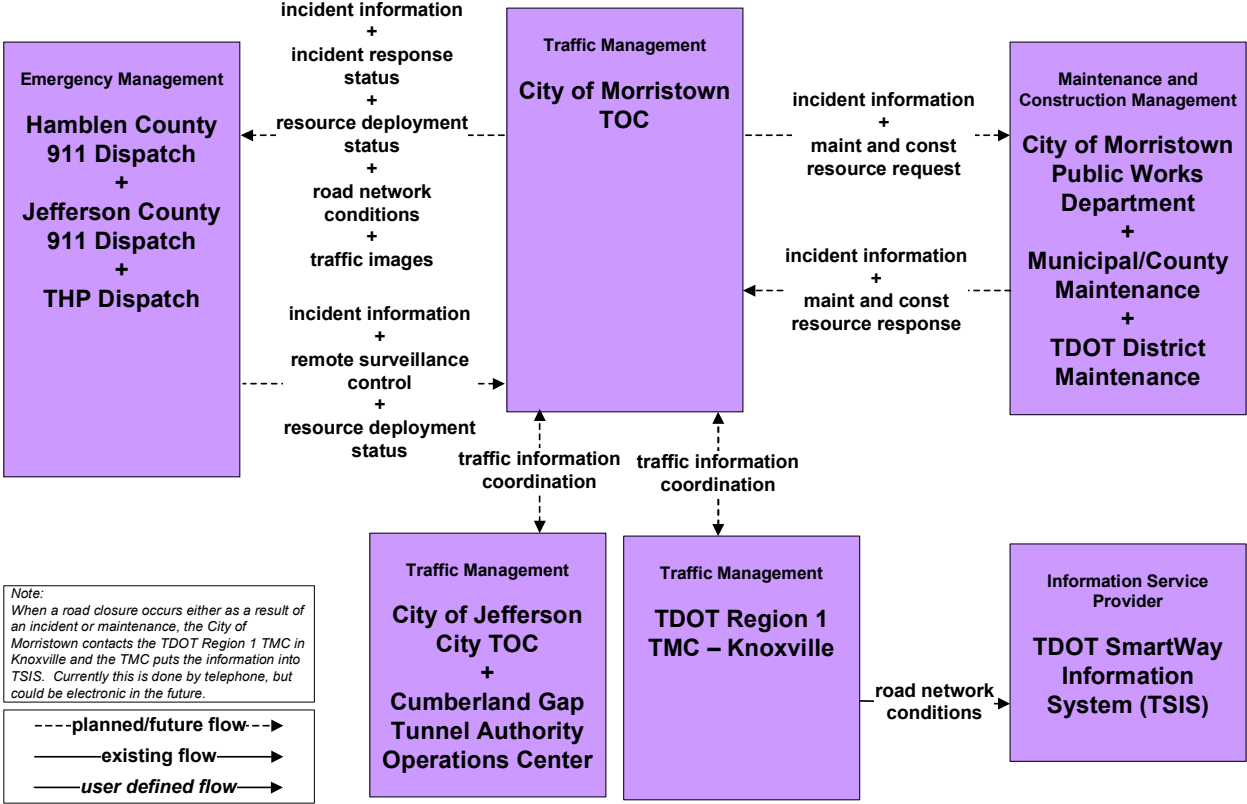 Emergency Management
Hamblen County
911 Dispatch
+
Jefferson County
911 Dispatch
+
THP Dispatch
incident information
+
incident response
status
+
resource deployment
status
+
road network
conditions
+
traffic images
incident information
+
remote surveillance
control
+
resource deployment
status
Traffic Management
City of Morristown
TOC
incident information
+
maint and const
resource request
incident information
+
maint and const
resource response
Maintenance and
Construction Management
City of Morristown
Public Works
Department
+
Municipal/County
Maintenance
+
TDOT District
Maintenance
traffic information
coordination
traffic information
coordination
Traffic Management
City of Jefferson
City TOC
+
Cumberland Gap
Tunnel Authority
Operations Center
Traffic Management
TDOT Region 1
TMC – Knoxville
road network
conditions
Information Service
Provider
TDOT SmartWay
Information
System (TSIS)
Note:
When a road closure occurs either as a result of
an incident or maintenance, the City of
Morristown contacts the TDOT Region 1 TMC in
Knoxville and the TMC puts the information into
TSIS. Currently this is done by telephone, but
could be electronic in the future.
planned/future flow
existing flow
user defined flow